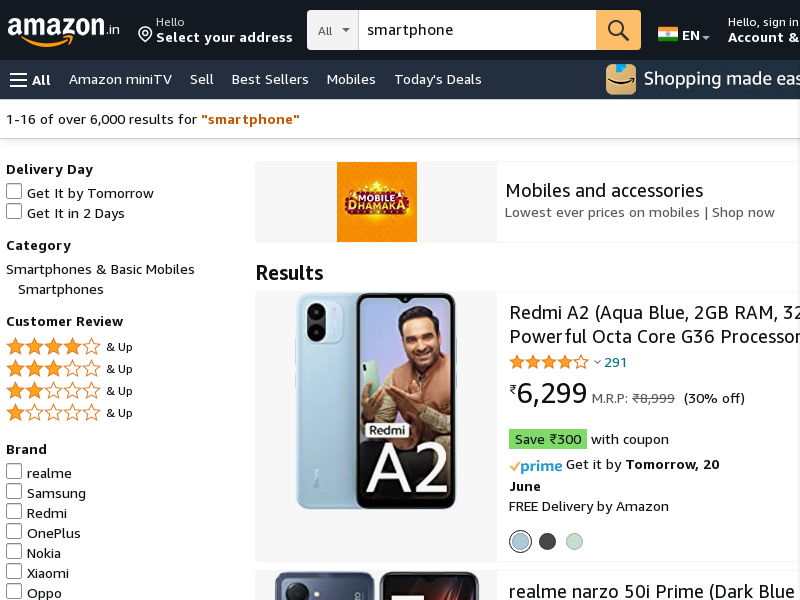 amazon.in
Hello
Select your address
All
smartphone
EN
Hello, sign in
Account &
All
Amazon miniTV
Sell
Best Sellers
Mobiles
Today's Deals
Shopping made eas
1-16 of over 6,000 results for "smartphone"
Delivery Day
Get It by Tomorrow
Get It in 2 Days
Category
Smartphones & Basic Mobiles
Smartphones
Customer Review
& Up
& Up
& Up
& Up
Brand
realme
Samsung
Redmi
OnePlus
Nokia
Xiaomi
Oppo
MOBILE
DHAMAKA
Mobiles and accessories
Lowest ever prices on mobiles | Shop now
Results
Redmi
A2
Redmi A2 (Aqua Blue, 2GB RAM, 32
Powerful Octa Core G36 Processor
291
₹6,299 M.R.P: ₹8,999 (30% off)
Save ₹300 with coupon
prime Get it by Tomorrow, 20
June
FREE Delivery by Amazon
realme narzo 50i Prime (Dark Blue